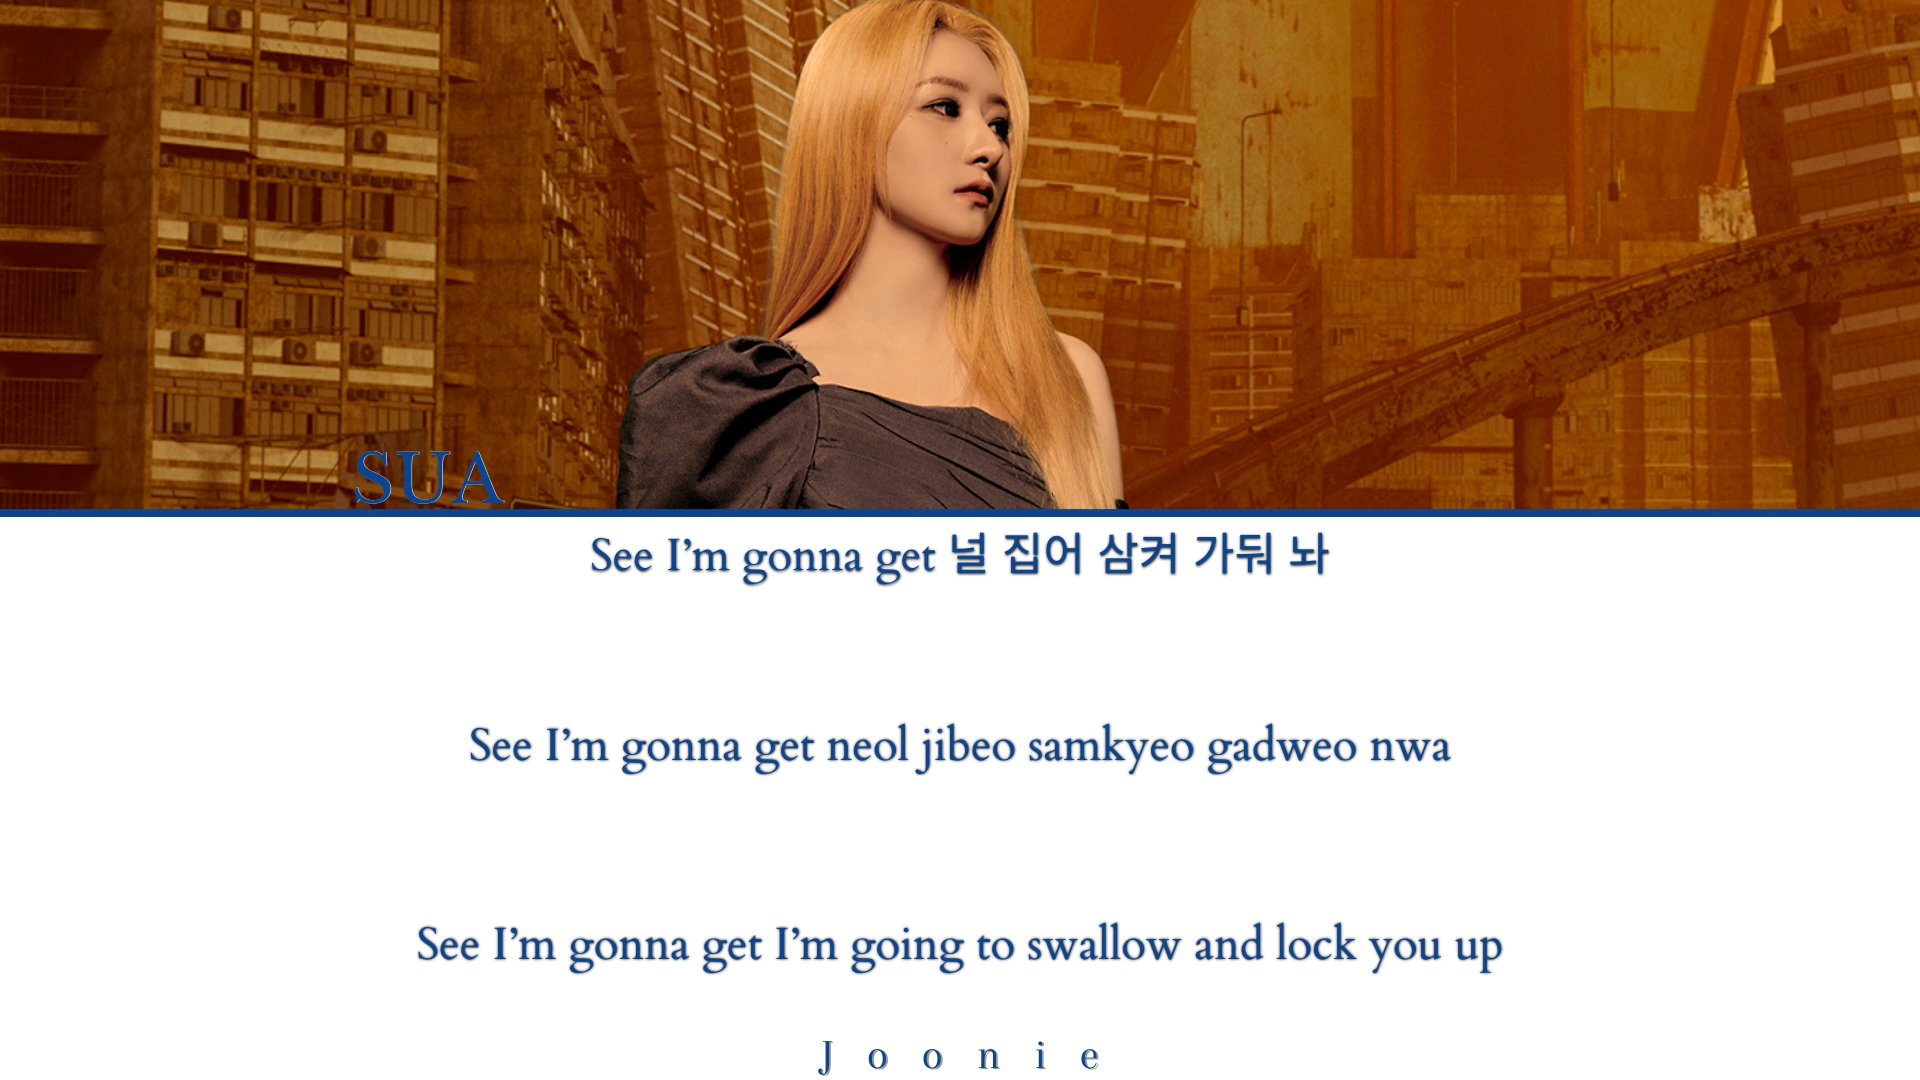 SUA
See I’m gonna get 널 집어 삼켜 가둬 놔
See I’m gonna get neol jibeo samkyeo gadweo nwa
See I’m gonna get I’m going to swallow and lock you up
Joonie